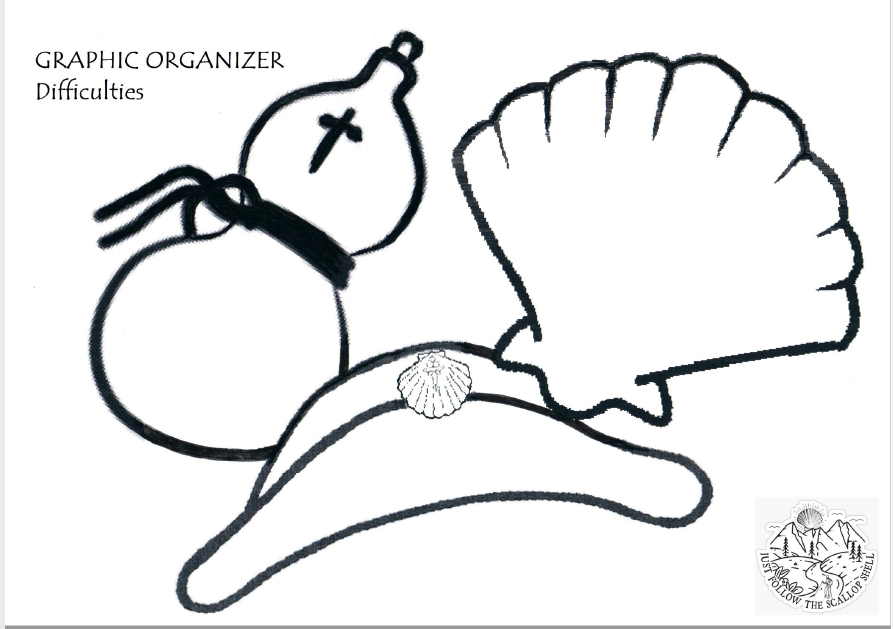 GRAPHIC ORGANIZER
Difficulties
JUST FOLLOW THE SCALLOP SHELL